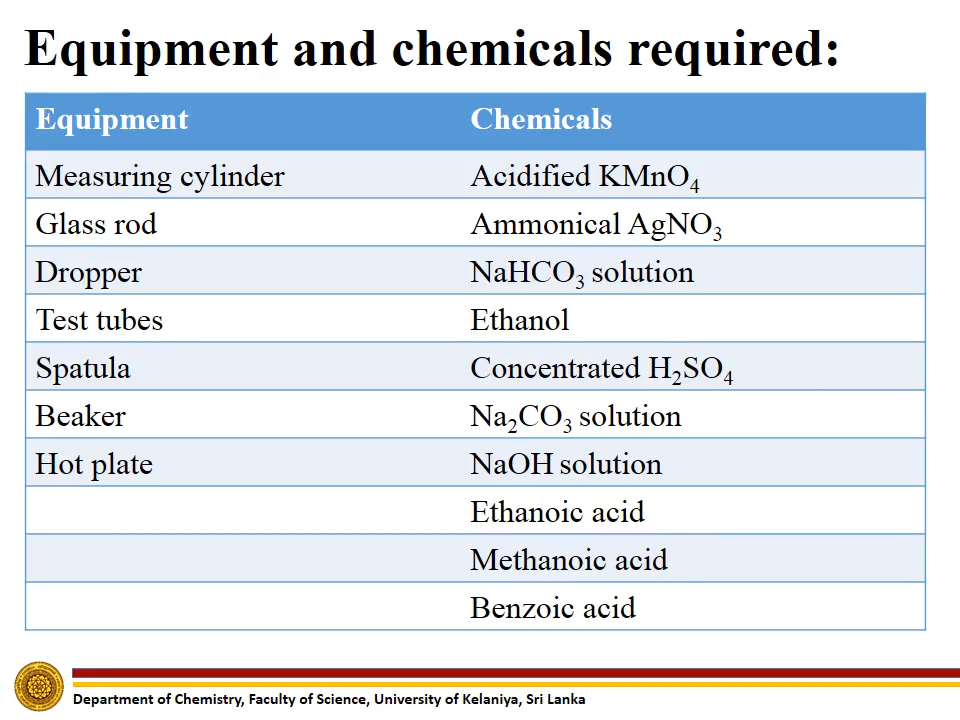 Equipment and chemicals required:
Equipment Chemicals
Measuring cylinder Acidified KMnO₄
Glass rod Ammonical AgNO₃
Dropper NaHCO₃ solution
Test tubes Ethanol
Spatula Concentrated H₂SO₄
Beaker Na₂CO₃ solution
Hot plate NaOH solution
Ethanoic acid
Methanoic acid
Benzoic acid
Department of Chemistry, Faculty of Science, University of Kelaniya, Sri Lanka